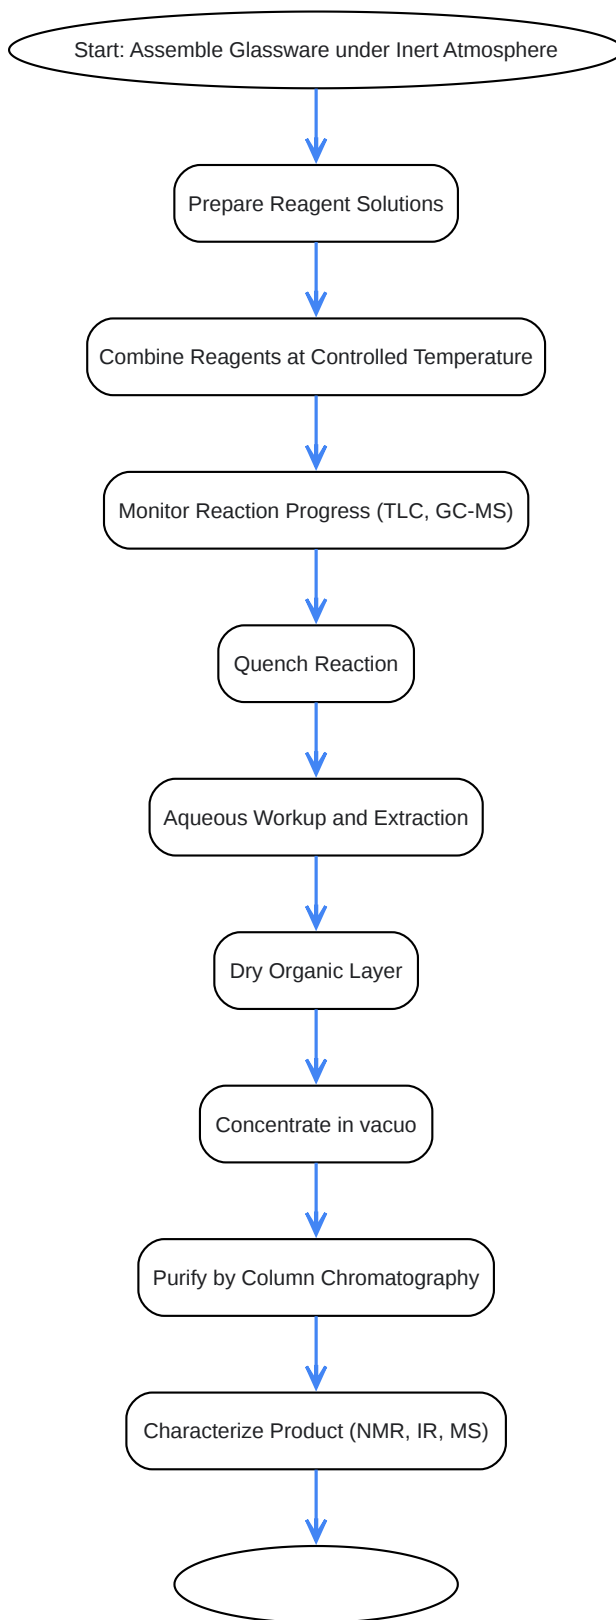 Start: Assemble Glassware under Inert Atmosphere
Prepare Reagent Solutions
Combine Reagents at Controlled Temperature
Monitor Reaction Progress (TLC, GC-MS)
Quench Reaction
Aqueous Workup and Extraction
Dry Organic Layer
Concentrate in vacuo
Purify by Column Chromatography
Characterize Product (NMR, IR, MS)